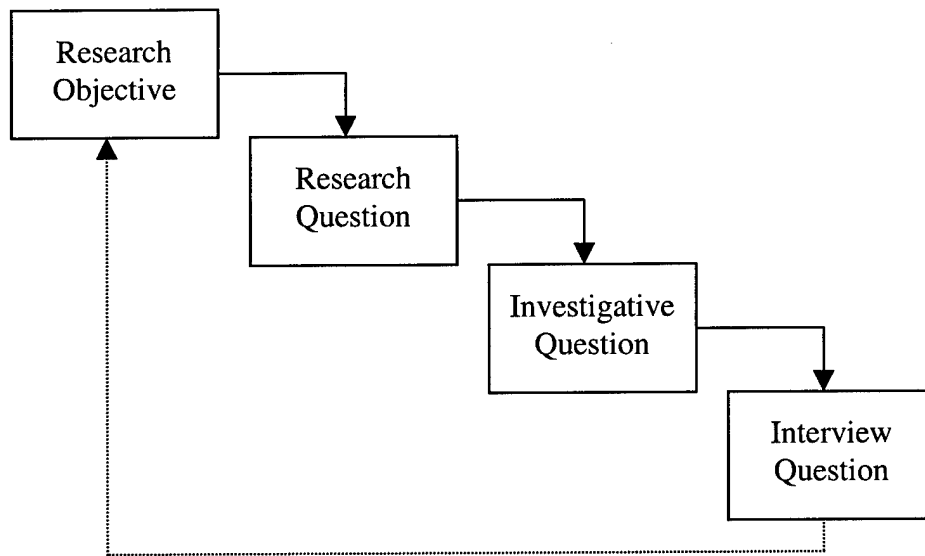 Research
Objective
Research
Question
Investigative
Question
Interview
Question